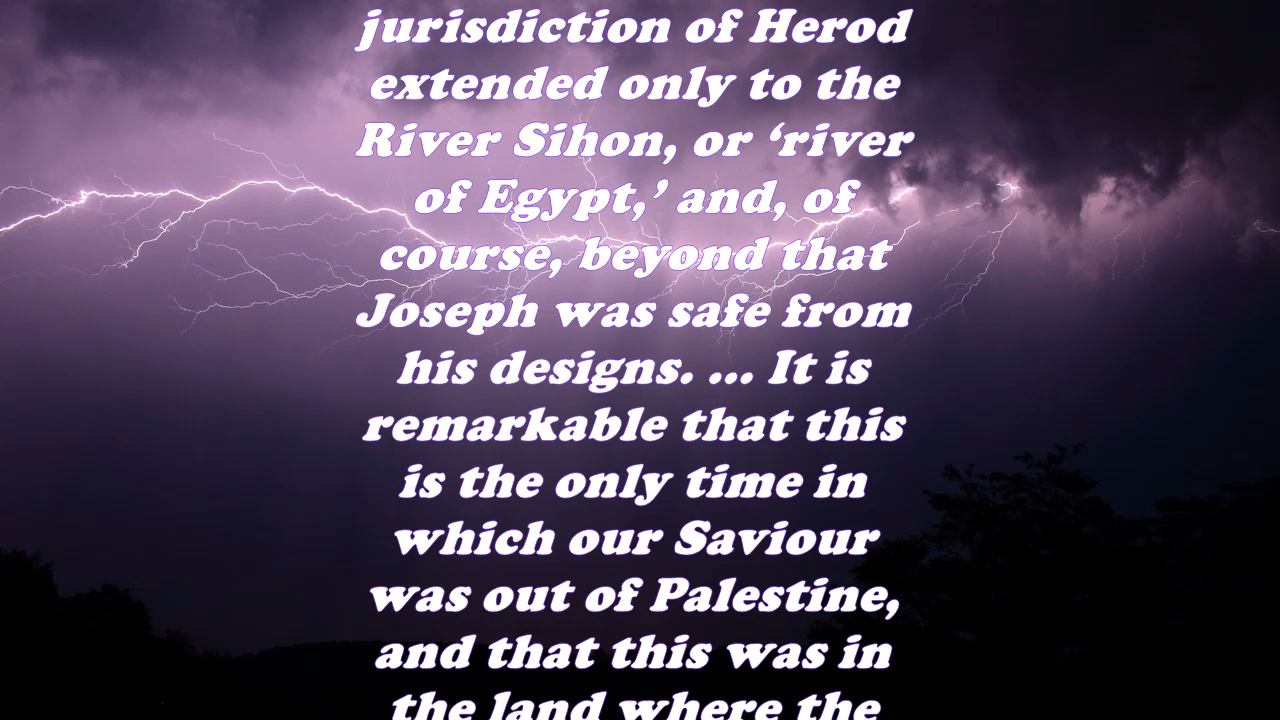 jurisdiction of Herod
extended only to the
River Sihon, or ‘river
of Egypt,’ and, of
course, beyond that
Joseph was safe from
his designs. ... It is
remarkable that this
is the only time in
which our Saviour
was out of Palestine,
and that this was in
the land where the